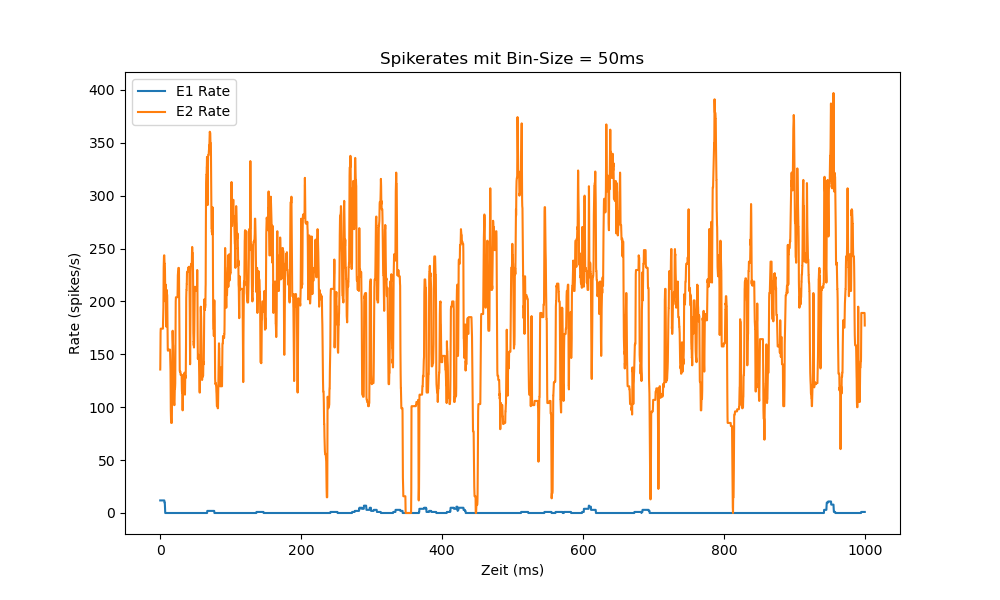 Spikerates mit Bin-Size = 50ms
E1 Rate
E2 Rate
400
350
300
250
200
150
100
50
0
Rate (spikes/s)
0 200 400 600 800 1000
Zeit (ms)